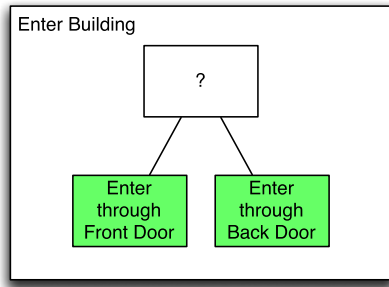 Enter Building
?
Enter
through
Front Door
Enter
through
Back Door